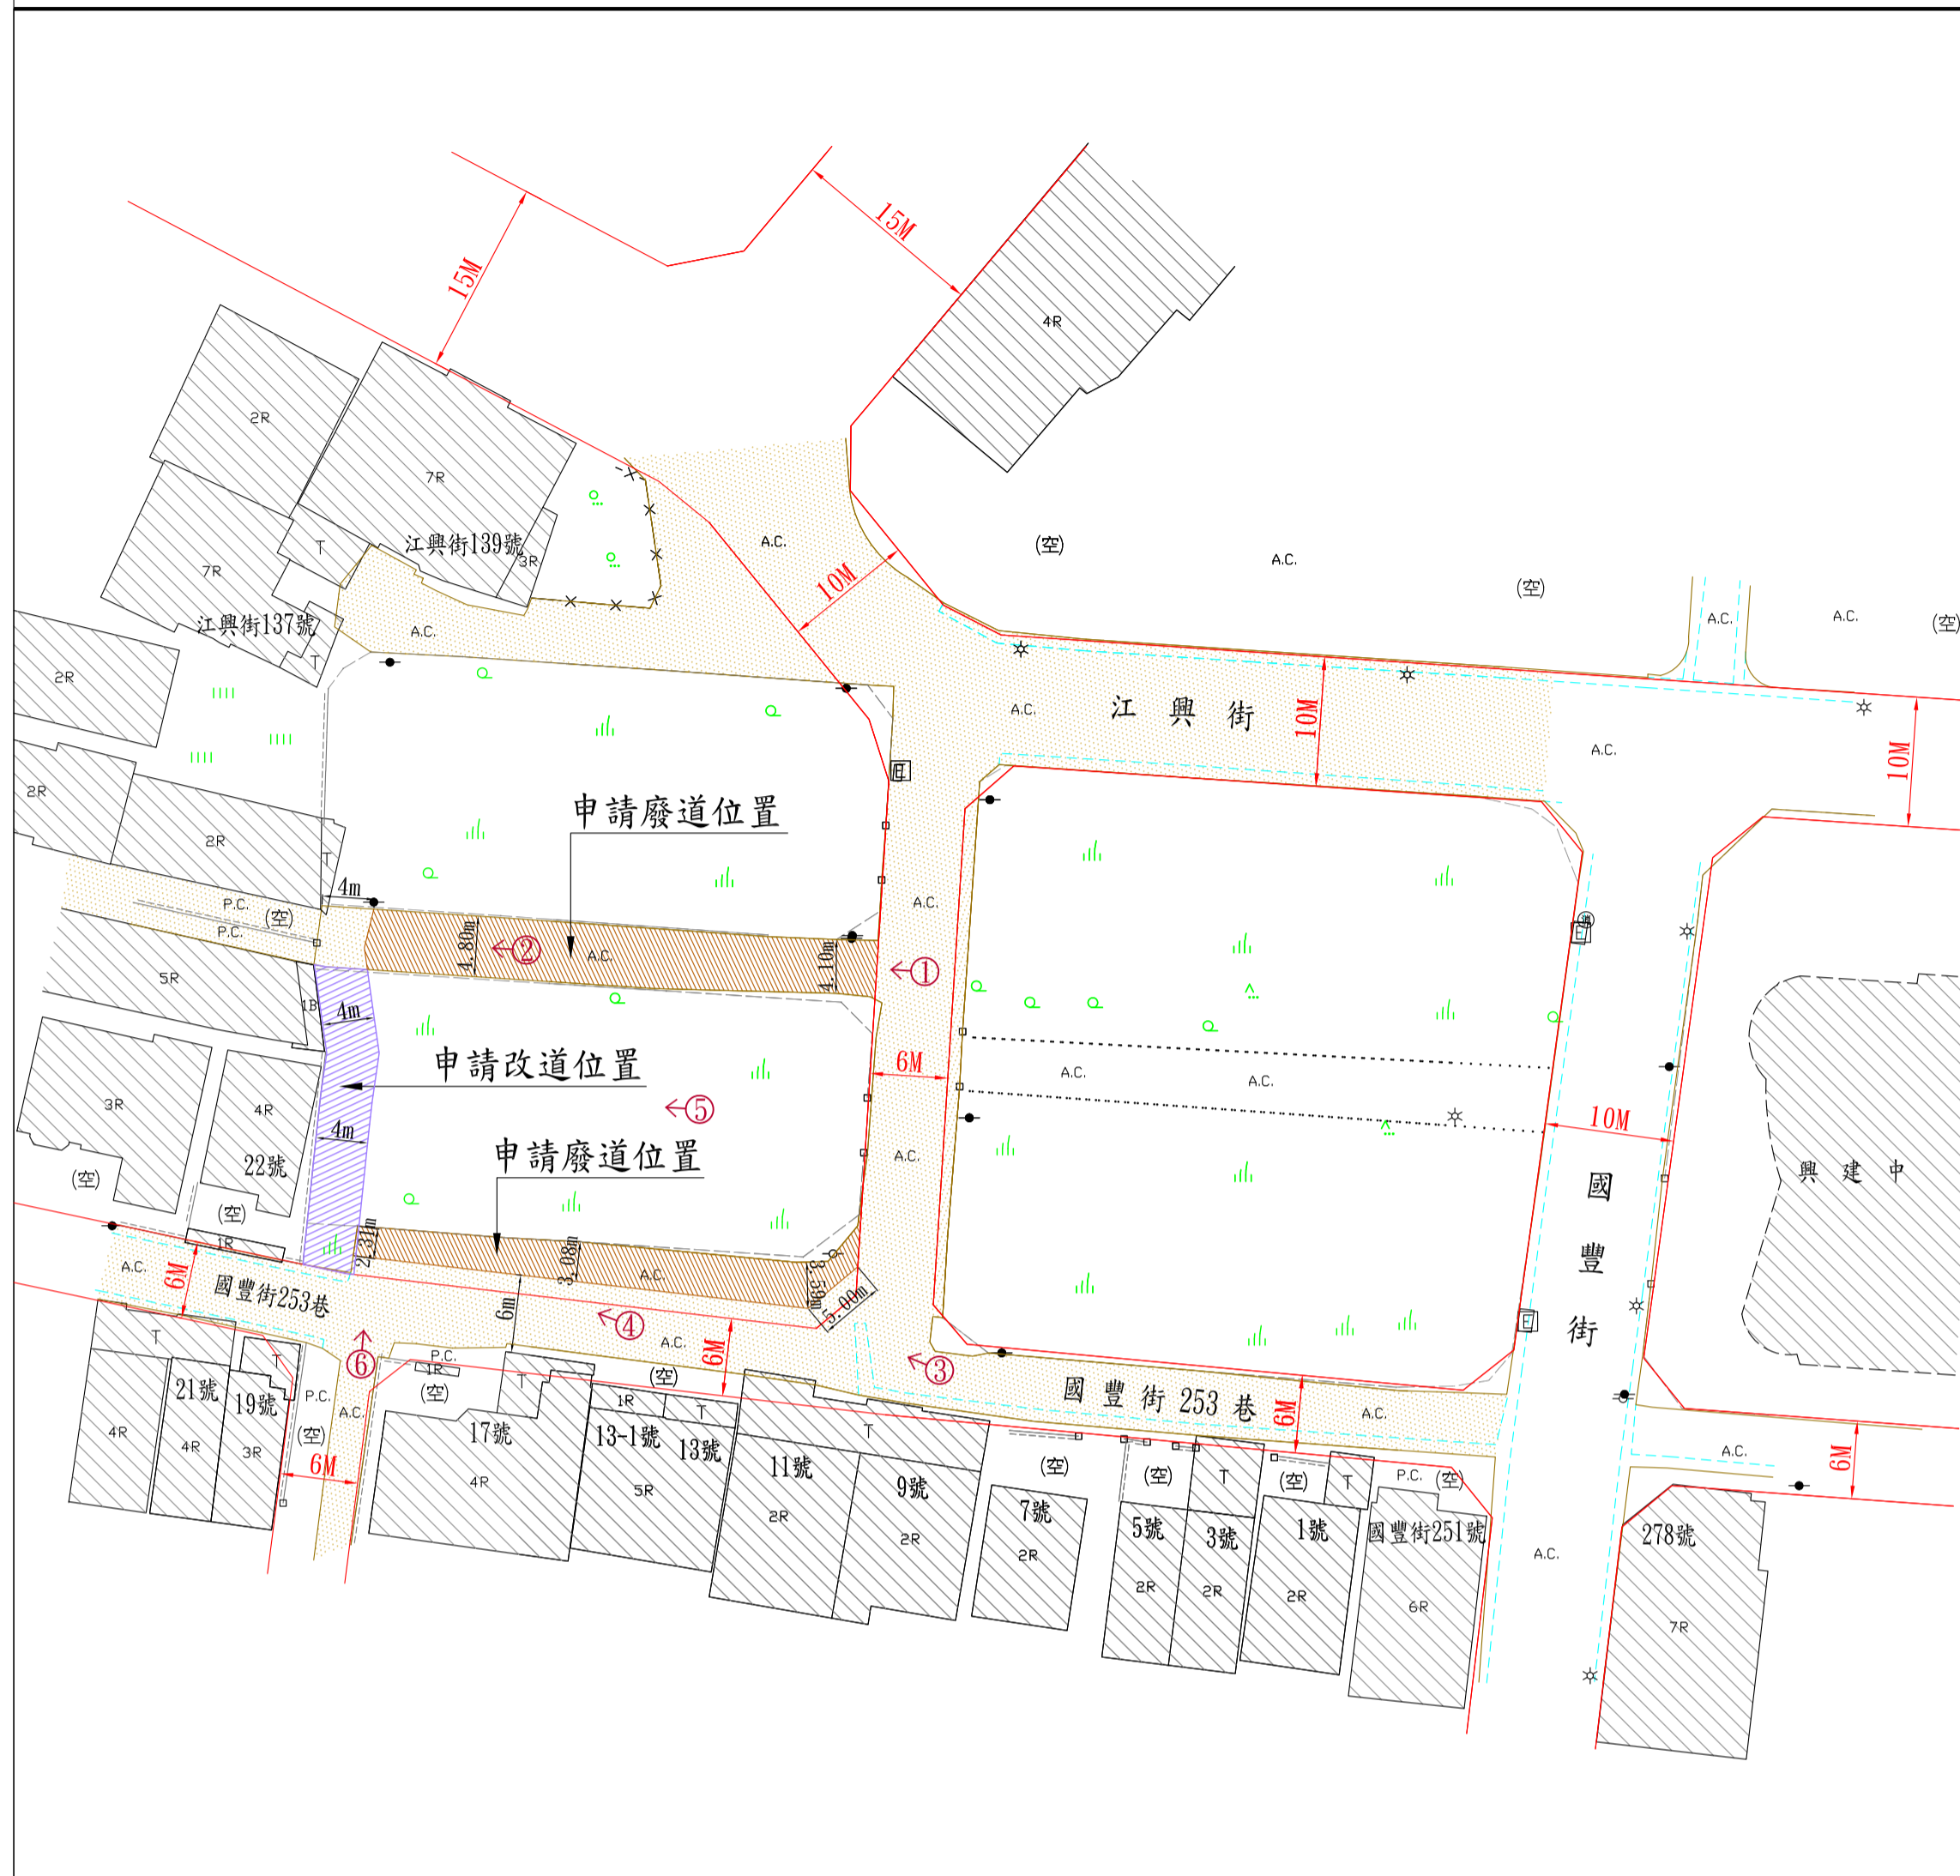 15M
15M
4R
2R
7R
(空)
A.C.
A.C.
江興街139號
T
3R
7R
10M
A.C.
(空)
A.C.
A.C.
(空)
江興街137號
A.C.
T
2R
江 興 街
A.C.
10M
A.C.
10M
E
2R
申請廢道位置
2R
T
4m
P.C.
(空)
A.C.
P.C.
4.80m
②
A.C.
4.10m
①
E
5R
1B
4m
申請改道位置
6M
A.C.
A.C.
3R
4R
⑤
10M
4m
申請廢道位置
22號
A.C.
興 建 中
(空)
(空)
國
豐
街
1R
2.31m
3.08m
A.C.
3.59m
5.00m
A.C.
6M
國豐街253巷
6m
④
A.C.
6M
E
T
T
⑥
P.C.
1R
(空)
T
(空)
③
國 豐 街 253 巷
6M
A.C.
21號
19號
P.C.
A.C.
(空)
17號
1R
T
13-1號
13號
T
4R
4R
3R
6M
4R
5R
11號
9號
(空)
(空)
T
(空)
T
P.C.
(空)
A.C.
6M
2R
2R
7號
2R
5號
3號
1號
國豐街251號
A.C.
278號
2R
2R
2R
6R
7R